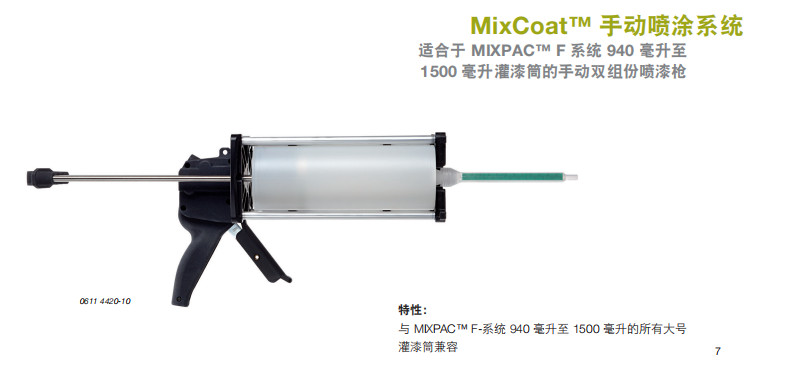 MixCoat™ 手动喷涂系统
适合于 MIXPAC™ F 系统 940 毫升至
1500 毫升灌漆筒的手动双组份喷漆枪
0611 4420-10
特性：
与 MIXPAC™ F-系统 940 毫升至 1500 毫升的所有大号
灌漆筒兼容
7